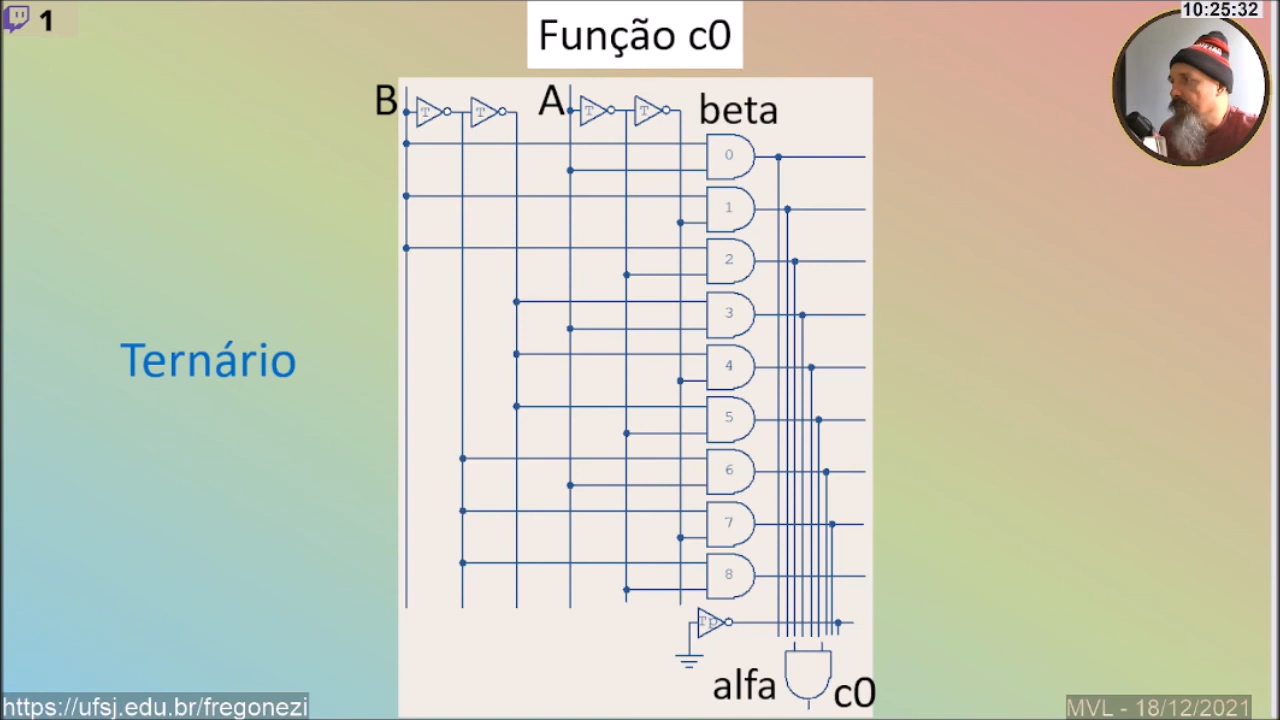 1
10:25:32
Função c0
B
A
beta
T
T
T
T
0
1
2
3
4
5
6
7
8
Ternário
Tp
alfa
c0
https://ufsj.edu.br/fregonezi
MVL - 18/12/2021